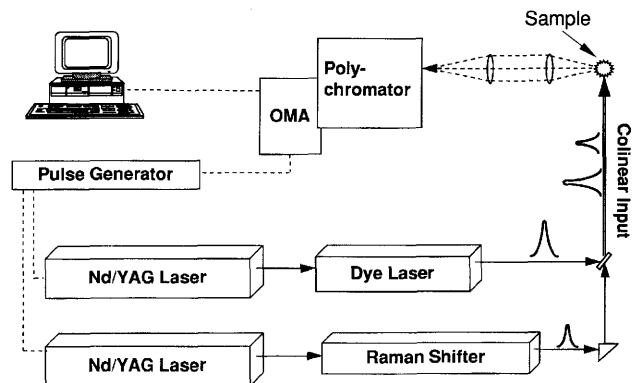 Sample
Poly-
chromator
OMA
Pulse Generator
Colinear Input
Nd/YAG Laser
Dye Laser
Nd/YAG Laser
Raman Shifter